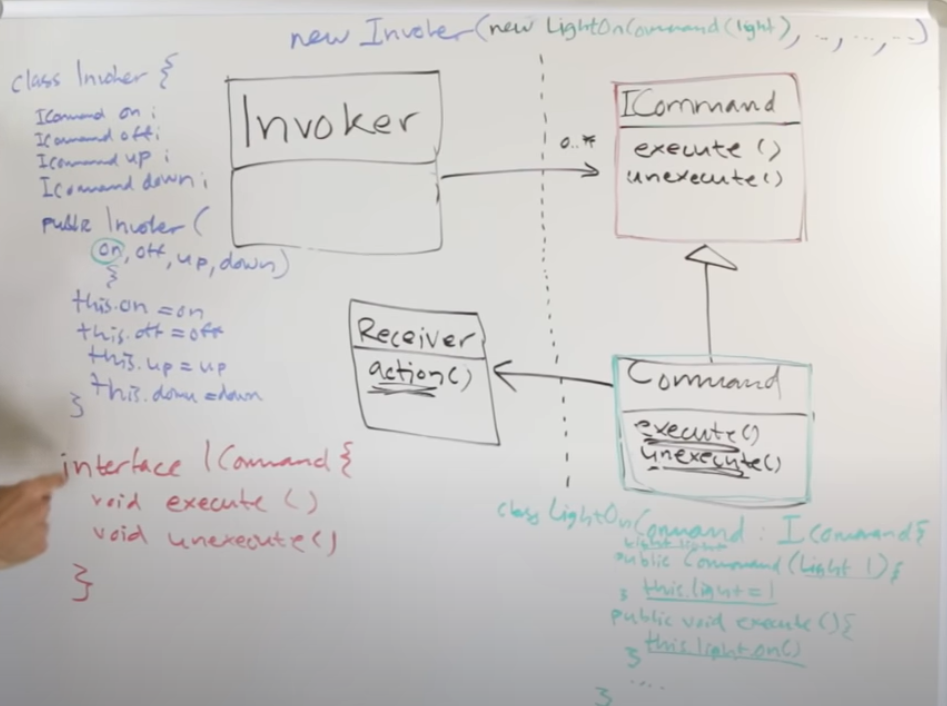 new Invoker(new LightOnCommand(light), ..., ..., ...)
class Invoker {
ICommand on;
ICommand off;
ICommand up;
ICommand down;
public Invoker(
on, off, up, down)
{
this.on = on
this.off = off
this.up = up
this.down = down
}
interface ICommand {
void execute ()
void unexecute()
}
Invoker
0..*
ICommand
execute ()
unexecute()
Receiver
action()
Command
execute()
unexecute()
class LightOnCommand : ICommand {
Light light
public Command(Light l) {
this.light = l
}
public void execute() {
this.light.on()
}
....
}